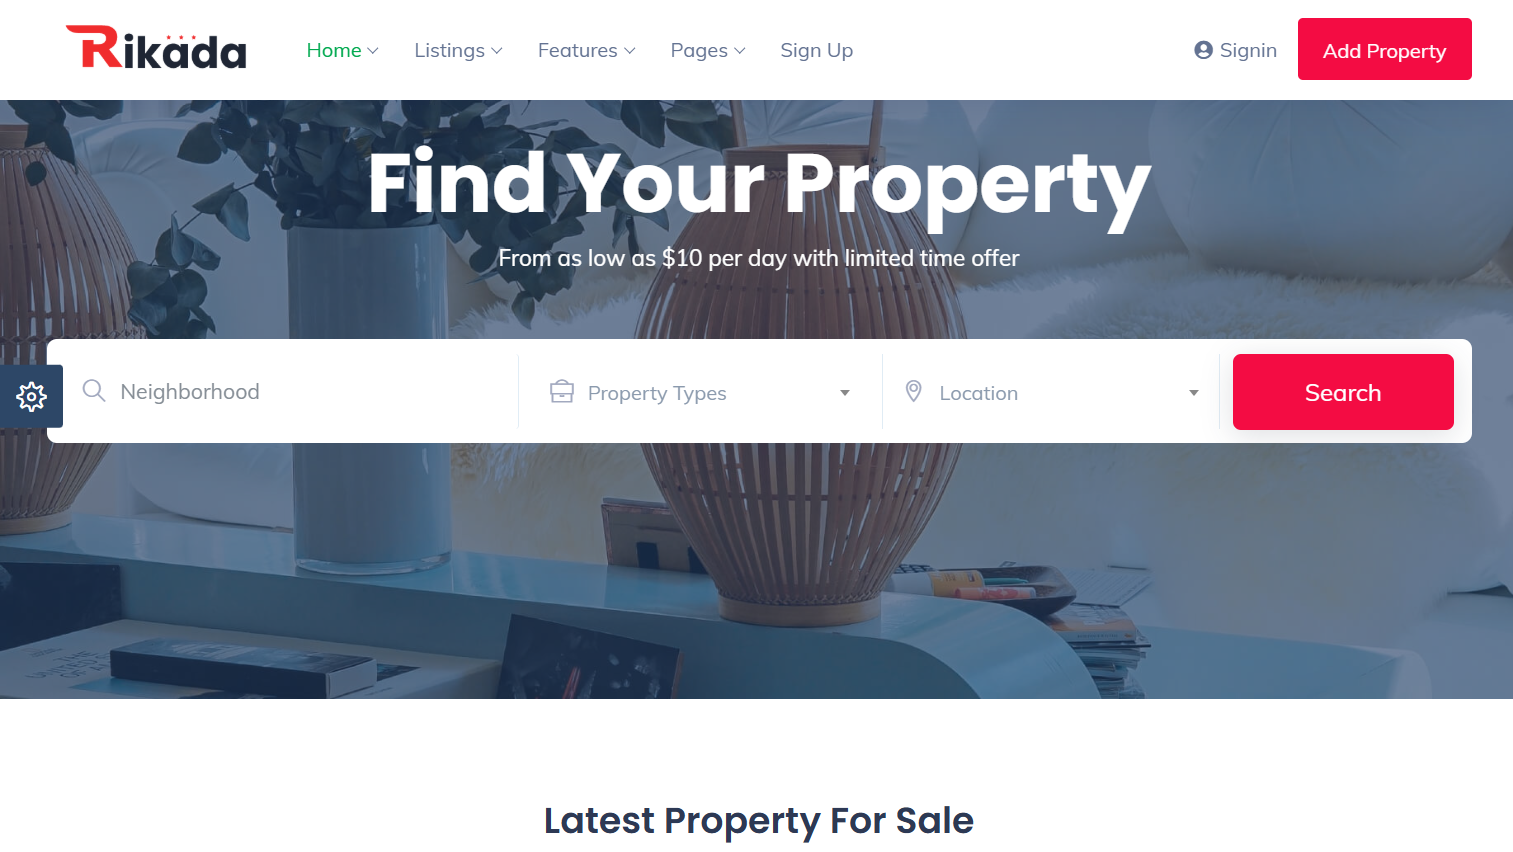 Rikada
Home
Listings
Features
Pages
Sign Up
Signin
Add Property
Find Your Property
From as low as $10 per day with limited time offer
Neighborhood
Property Types
Location
Search
Latest Property For Sale